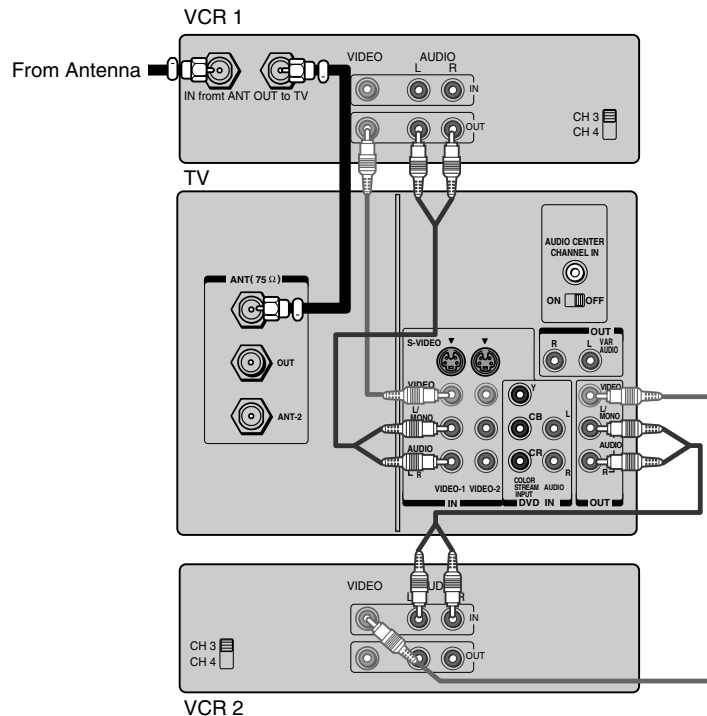 VCR 1
From Antenna
IN fromt ANT OUT to TV
VIDEO
AUDIO
L R
IN
OUT
CH 3
CH 4
TV
ANT( 75 Ω )
OUT
ANT-2
AUDIO CENTER
CHANNEL IN
ON OFF
OUT
R L VAR
AUDIO
S-VIDEO
VIDEO
L/
MONO
AUDIO
L R
VIDEO-1 VIDEO-2
IN
Y
CB
CR
L
R
COLOR
STREAM
INPUT
AUDIO
DVD IN
VIDEO
L/
MONO
AUDIO
R
OUT
VIDEO
L R
IN
OUT
CH 3
CH 4
VCR 2